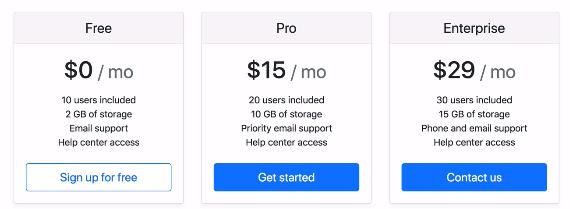 Free
$0 / mo
10 users included
2 GB of storage
Email support
Help center access
Sign up for free
Pro
$15 / mo
20 users included
10 GB of storage
Priority email support
Help center access
Get started
Enterprise
$29 / mo
30 users included
15 GB of storage
Phone and email support
Help center access
Contact us